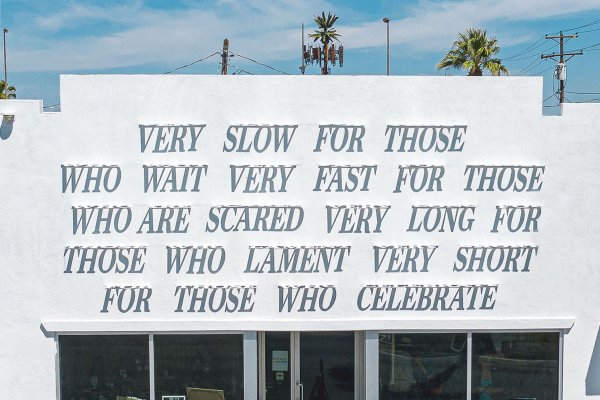 VERY SLOW FOR THOSE
WHO WAIT VERY FAST FOR THOSE
WHO ARE SCARED VERY LONG FOR
THOSE WHO LAMENT VERY SHORT
FOR THOSE WHO CELEBRATE